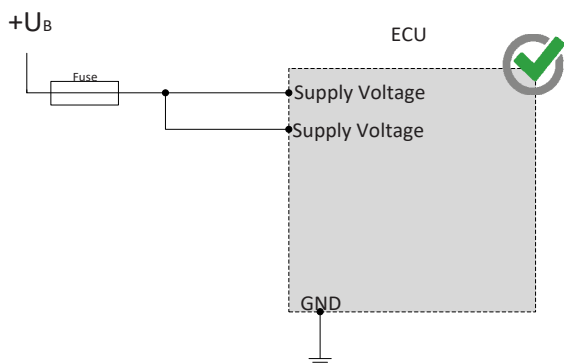 +UB
ECU
Fuse
Supply Voltage
Supply Voltage
GND